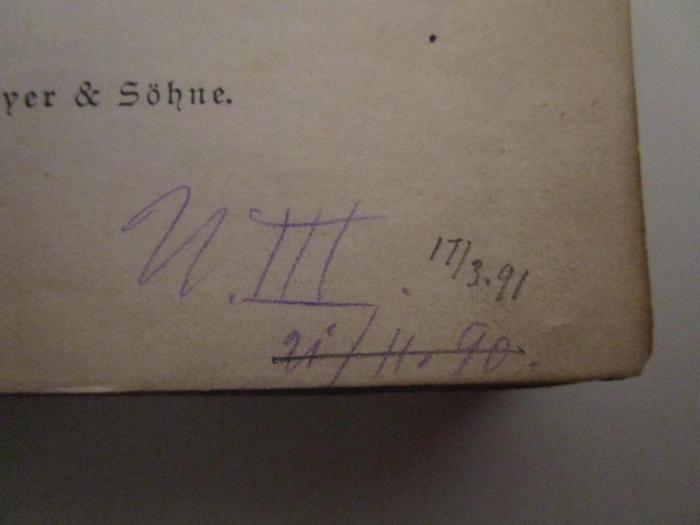 yer & Söhne.
N. III.
17/3.91
21/11.90.